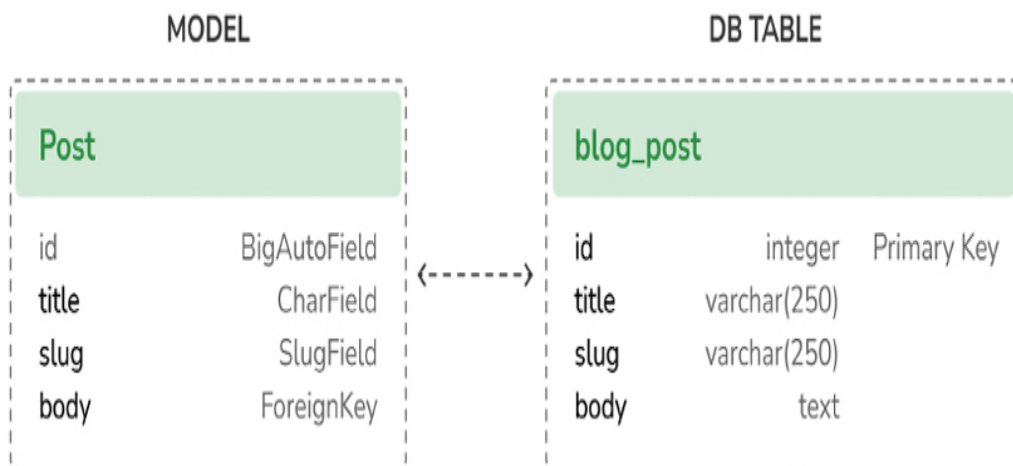 MODEL
DB TABLE
Post
blog_post
id BigAutoField
id integer Primary Key
title CharField
title varchar(250)
slug SlugField
slug varchar(250)
body ForeignKey
body text